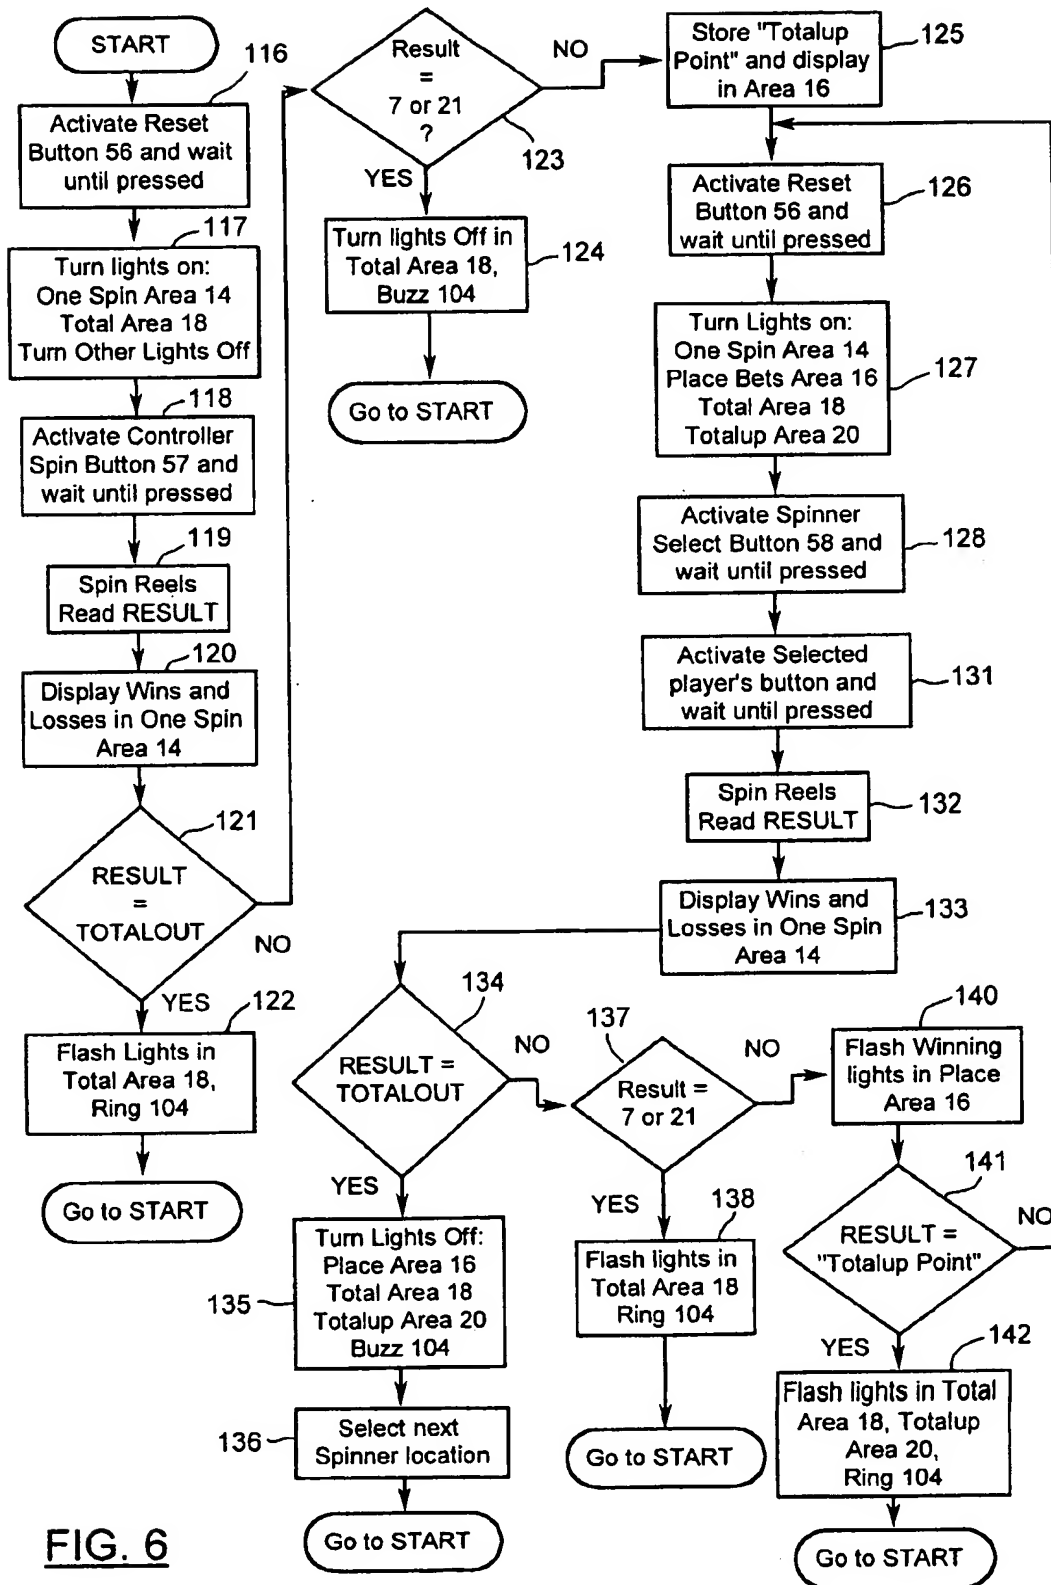 START
116
Activate Reset
Button 56 and wait
until pressed
117
Turn lights on:
One Spin Area 14
Total Area 18
Turn Other Lights Off
118
Activate Controller
Spin Button 57 and
wait until pressed
119
Spin Reels
Read RESULT
120
Display Wins and
Losses in One Spin
Area 14
121
RESULT
=
TOTALOUT
NO
YES
122
Flash Lights in
Total Area 18,
Ring 104
Go to START
Result
=
7 or 21
?
NO
123
YES
Turn lights Off in
Total Area 18,
Buzz 104
124
Go to START
Store "Totalup
Point" and display
in Area 16
125
Activate Reset
Button 56 and
wait until pressed
126
Turn Lights on:
One Spin Area 14
Place Bets Area 16
Total Area 18
Totalup Area 20
127
Activate Spinner
Select Button 58 and
wait until pressed
128
Activate Selected
player's button and
wait until pressed
131
Spin Reels
Read RESULT
132
Display Wins and
Losses in One Spin
Area 14
133
134
RESULT =
TOTALOUT
NO
YES
Turn Lights Off:
Place Area 16
Total Area 18
Totalup Area 20
Buzz 104
135
Select next
Spinner location
136
Go to START
137
Result =
7 or 21
NO
YES
138
Flash lights in
Total Area 18
Ring 104
Go to START
140
Flash Winning
lights in Place
Area 16
141
RESULT =
"Totalup Point"
NO
YES
142
Flash lights in Total
Area 18, Totalup
Area 20,
Ring 104
Go to START
FIG. 6